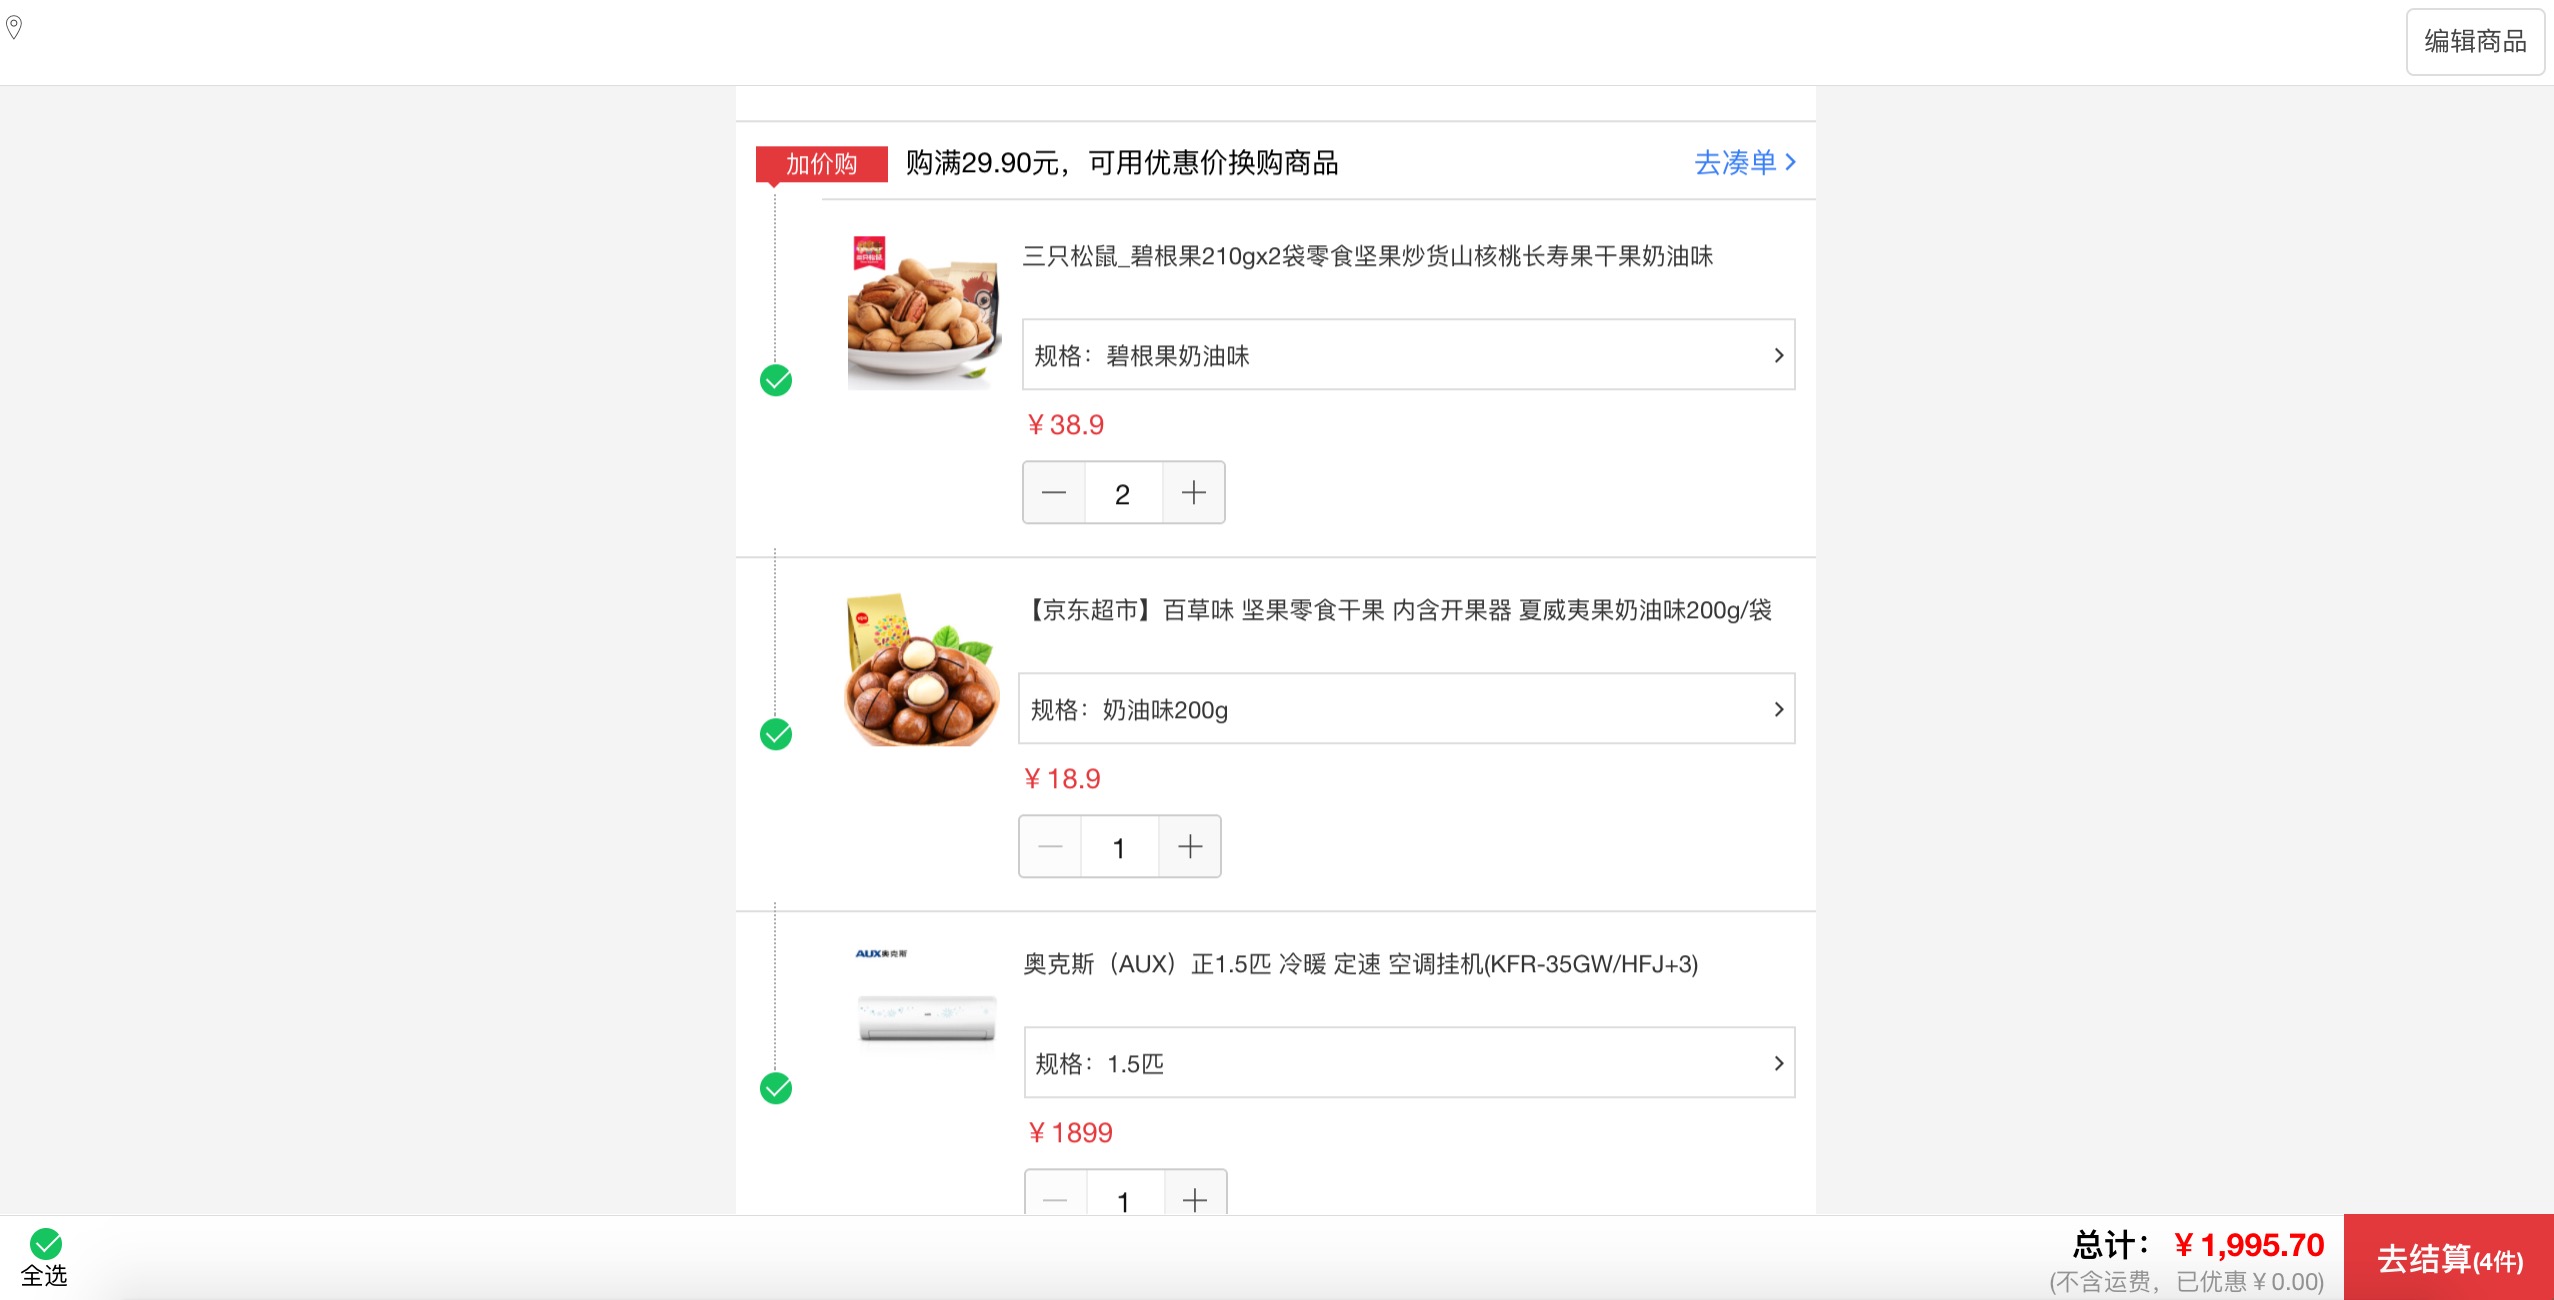 编辑商品
加价购 购满29.90元，可用优惠价换购商品 去凑单
三只松鼠_碧根果210gx2袋零食坚果炒货山核桃长寿果干果奶油味
规格：碧根果奶油味
¥ 38.9
2
【京东超市】百草味 坚果零食干果 内含开果器 夏威夷果奶油味200g/袋
规格：奶油味200g
¥ 18.9
1
AUX奥克斯
奥克斯（AUX）正1.5匹 冷暖 定速 空调挂机(KFR-35GW/HFJ+3)
规格：1.5匹
¥ 1899
1
全选
总计：¥ 1,995.70
(不含运费，已优惠 ¥ 0.00)
去结算(4件)